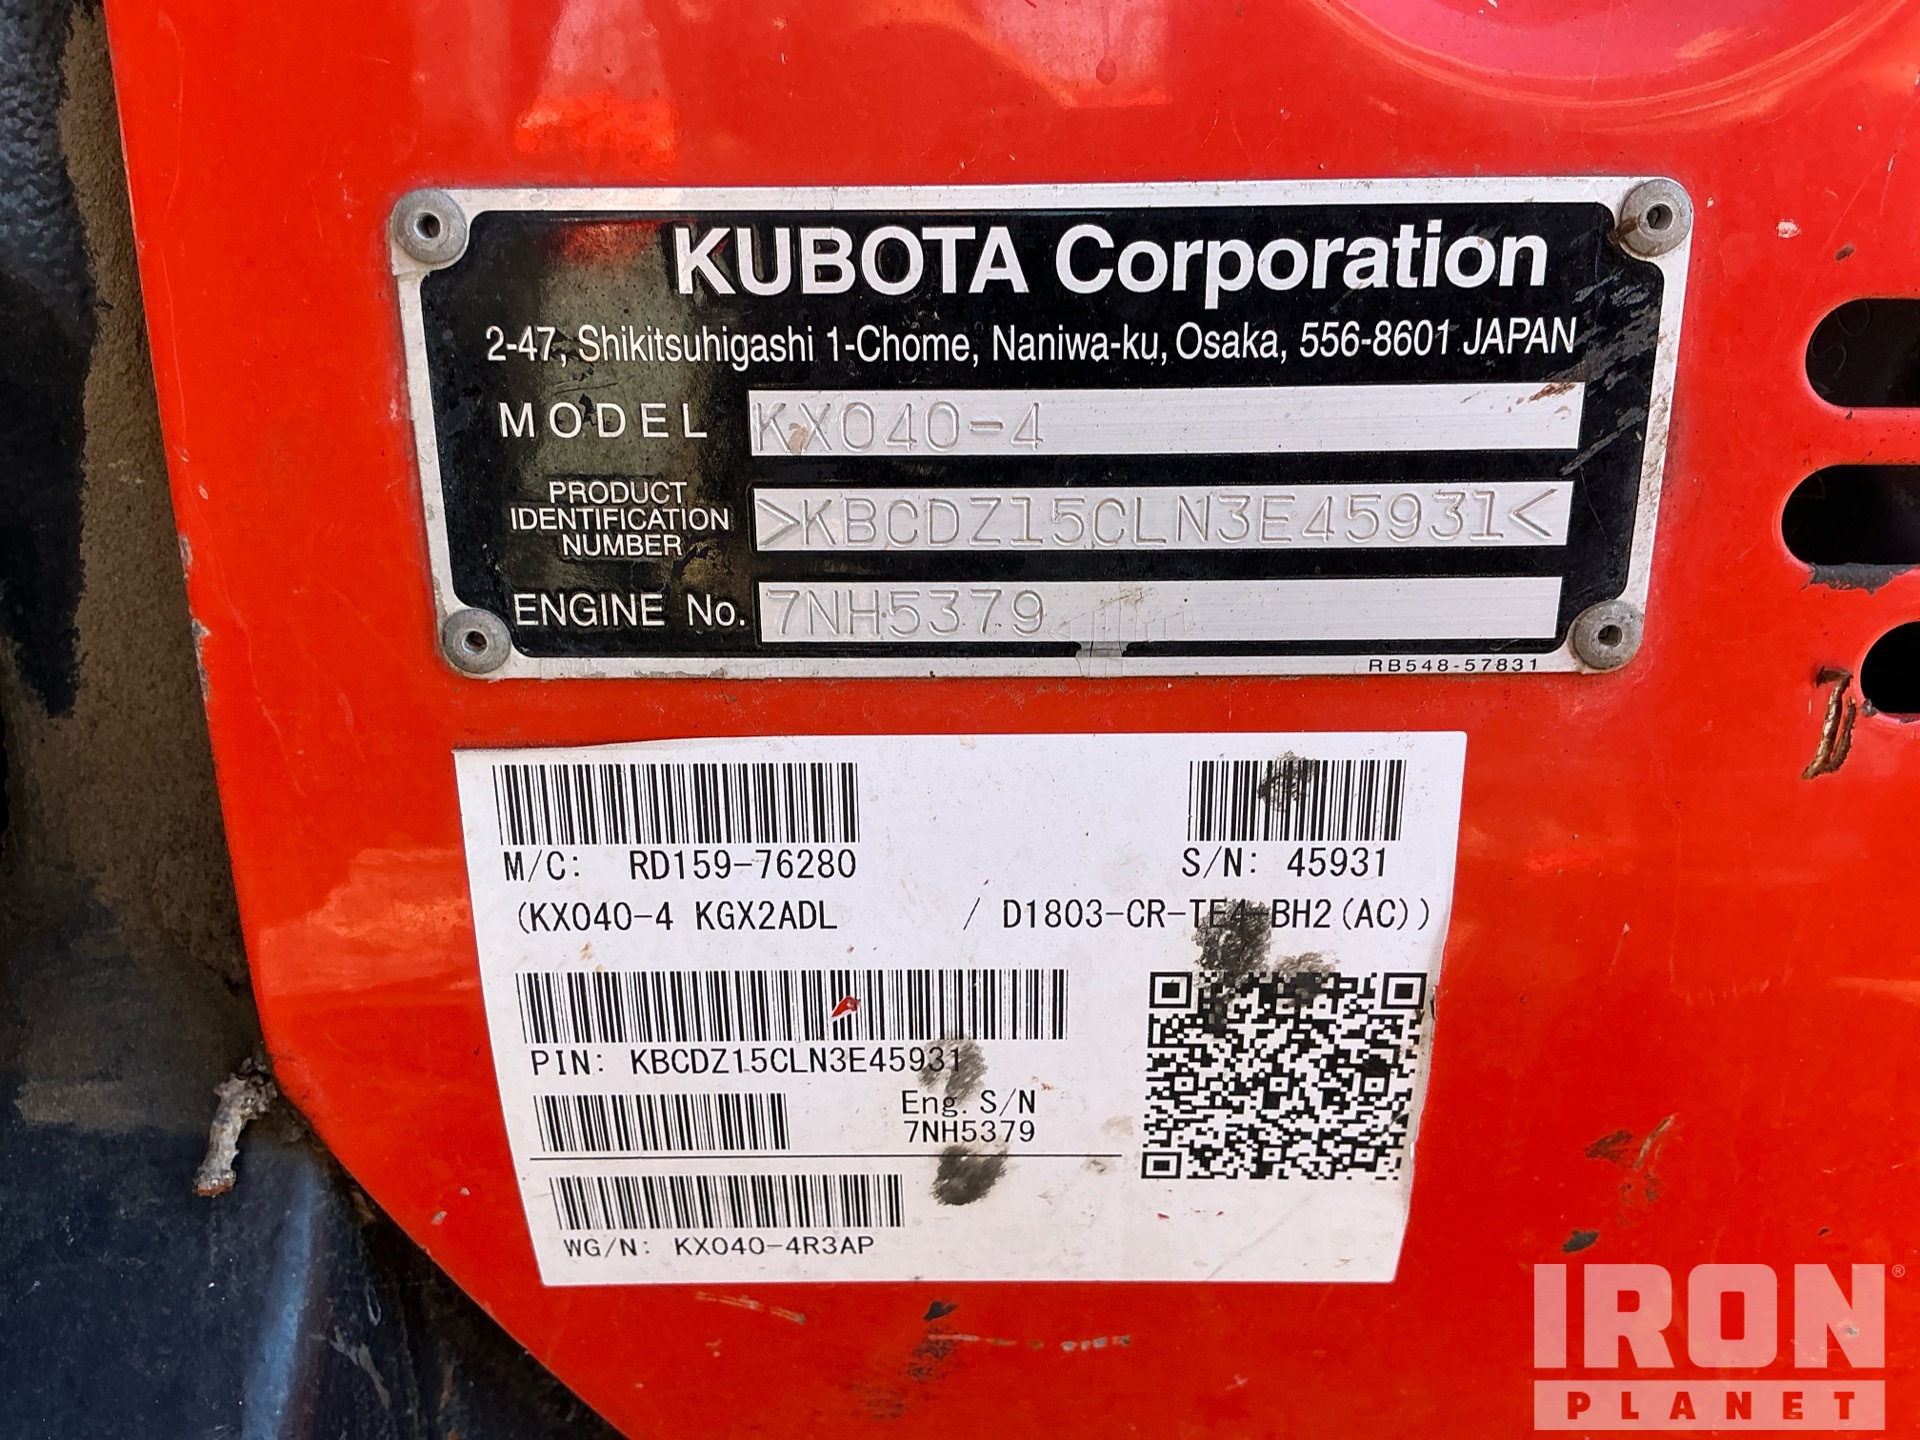 KUBOTA Corporation
2-47, Shikitsuhigashi 1-Chome, Naniwa-ku, Osaka, 556-8601 JAPAN
MODEL KX040-4
PRODUCT
IDENTIFICATION
NUMBER
>KBCDZ15CLN3E45931<
ENGINE No. 7NH5379
RB548-57831
M/C: RD159-76280 S/N: 45931
(KX040-4 KGX2ADL / D1803-CR-TE4-BH2(AC))
PIN: KBCDZ15CLN3E45931
Eng. S/N
7NH5379
WG/N: KX040-4R3AP
IRON®
PLANET